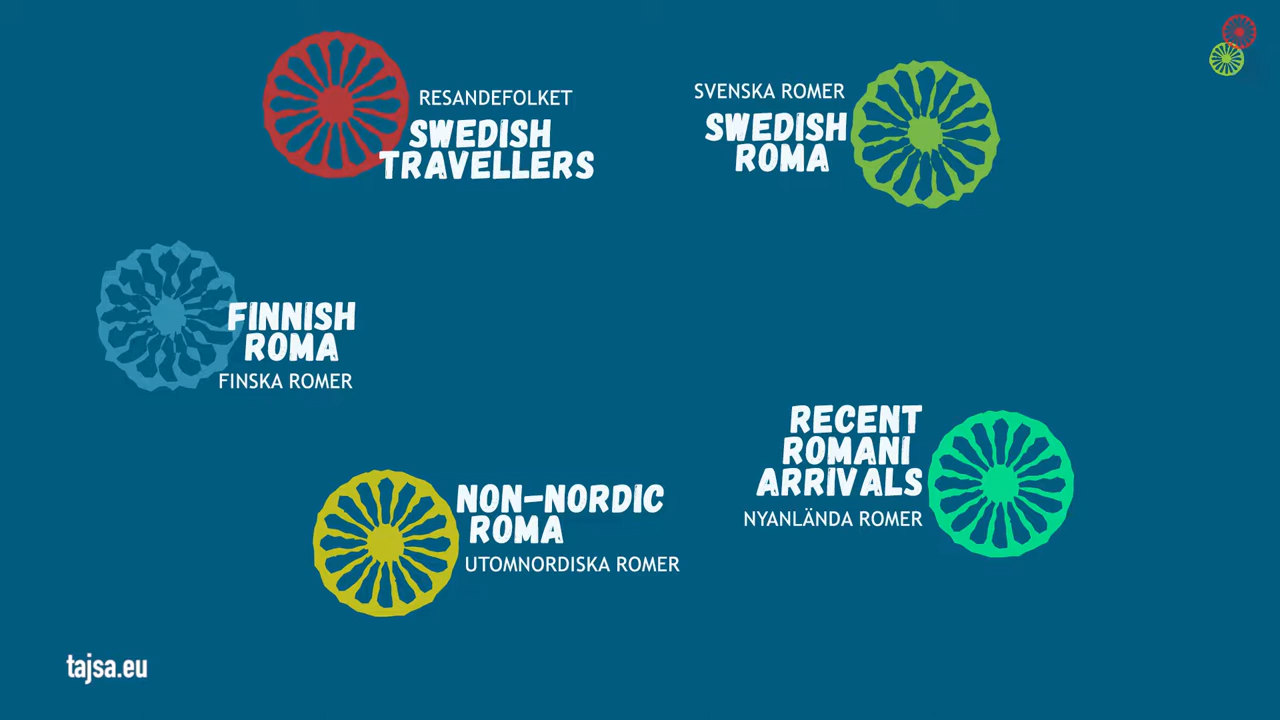 RESANDEFOLKET
SWEDISH
TRAVELLERS
SVENSKA ROMER
SWEDISH
ROMA
FINNISH
ROMA
FINSKA ROMER
RECENT
ROMANI
ARRIVALS
NYANLÄNDA ROMER
NON-NORDIC
ROMA
UTOMNORDISKA ROMER
tajsa.eu